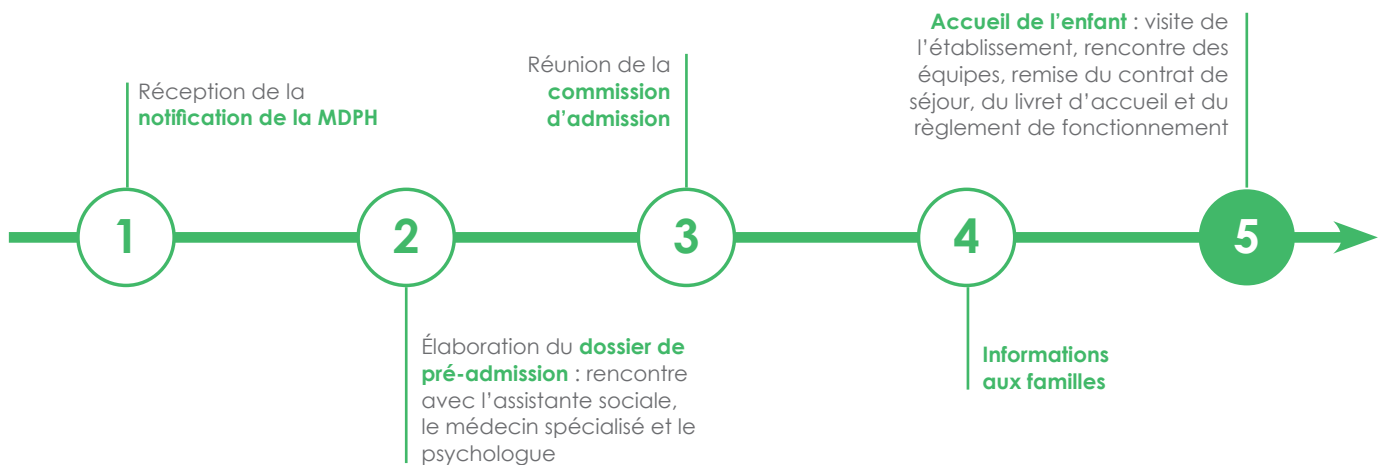 1
Réception de la
notification de la MDPH
2
Élaboration du dossier de
pré-admission : rencontre
avec l’assistante sociale,
le médecin spécialisé et le
psychologue
3
Réunion de la
commission
d’admission
4
Informations
aux familles
5
Accueil de l’enfant : visite de
l’établissement, rencontre des
équipes, remise du contrat de
séjour, du livret d’accueil et du
règlement de fonctionnement